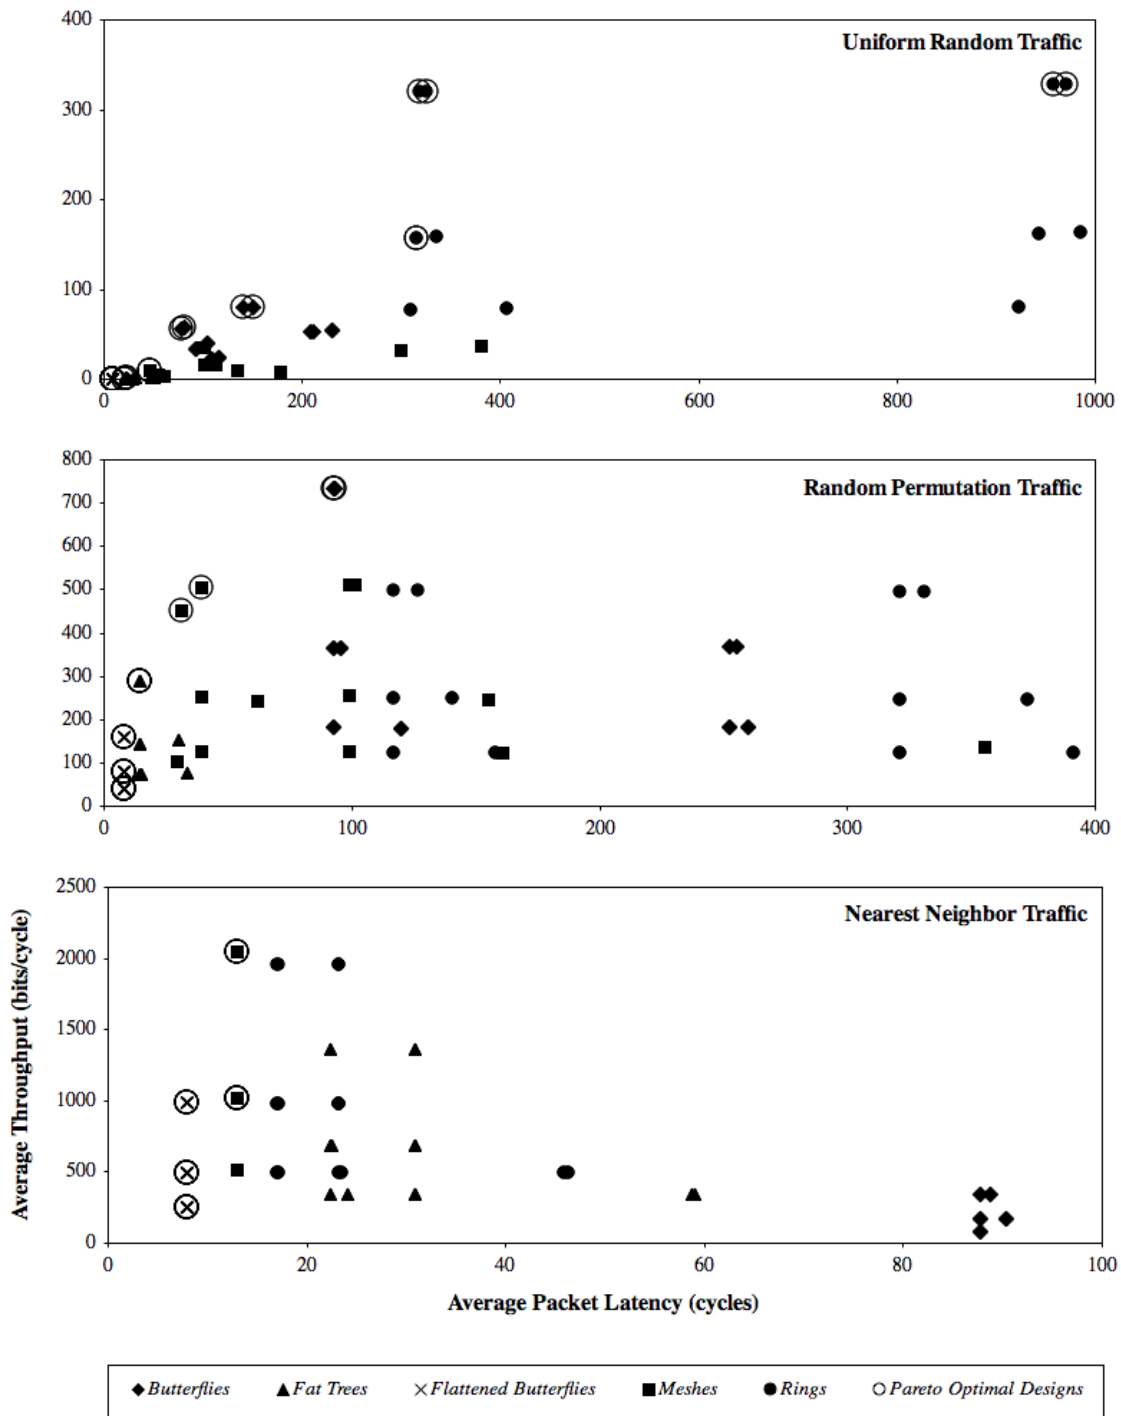 Uniform Random Traffic
400
300
200
100
0
0 200 400 600 800 1000
Random Permutation Traffic
800
700
600
500
400
300
200
100
0
0 100 200 300 400
Nearest Neighbor Traffic
2500
2000
1500
1000
500
0
0 20 40 60 80 100
Average Throughput (bits/cycle)
Average Packet Latency (cycles)
Butterflies Fat Trees Flattened Butterflies Meshes Rings Pareto Optimal Designs